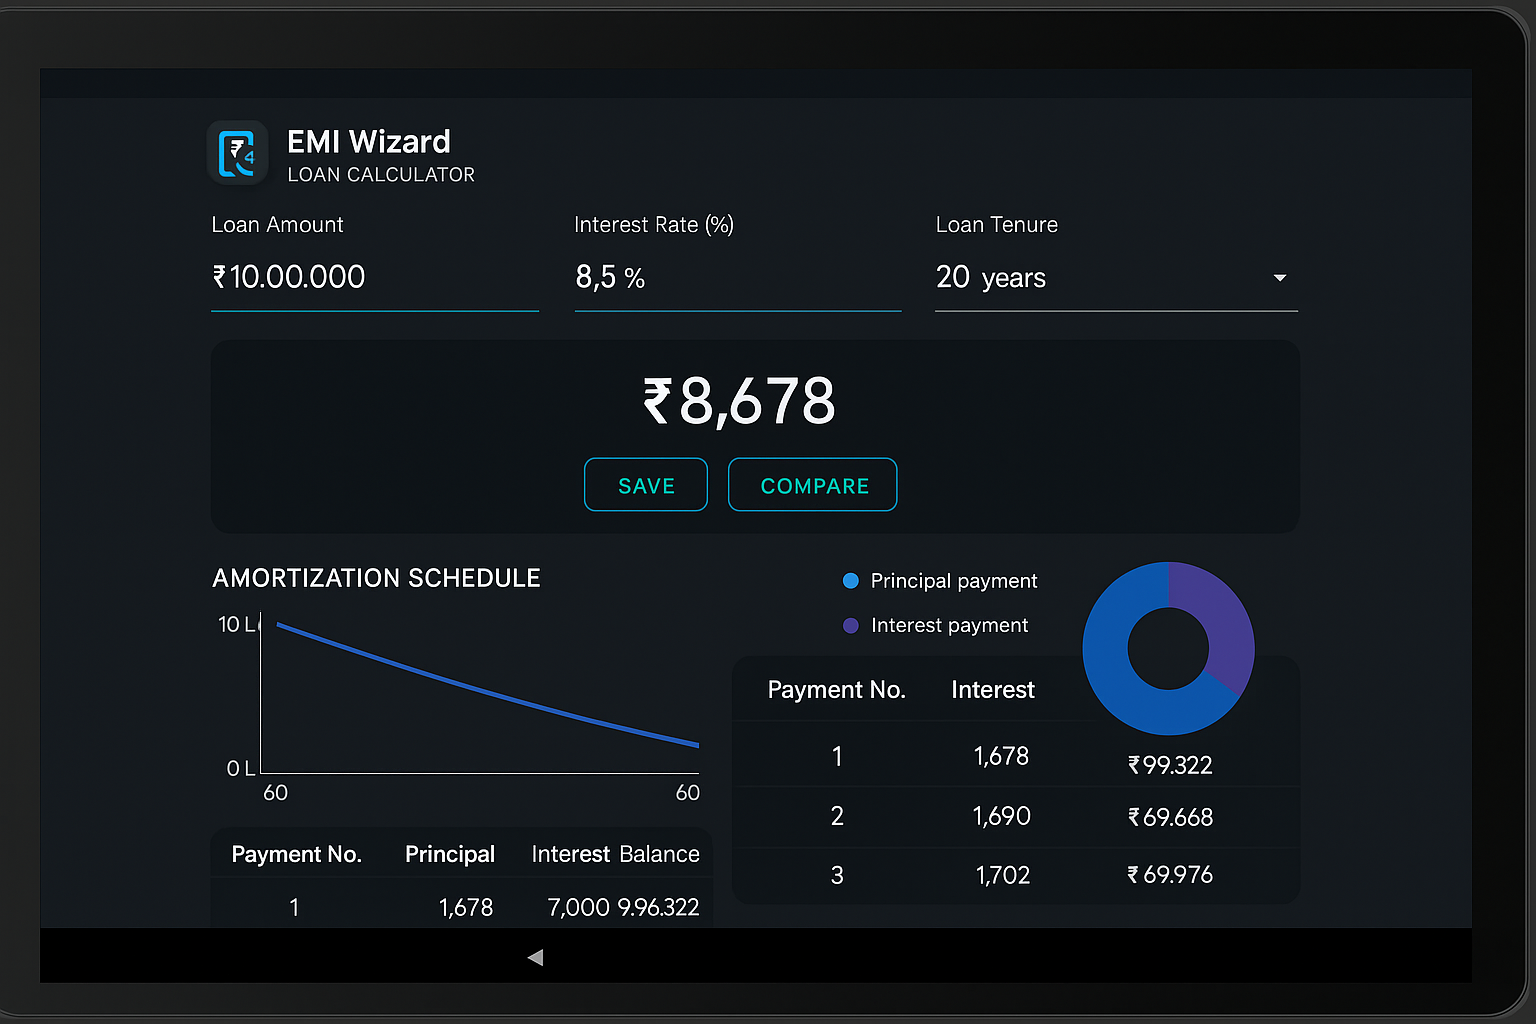 ₹4
EMI Wizard
LOAN CALCULATOR
Loan Amount
Interest Rate (%)
Loan Tenure
₹10.00.000
8,5 %
20 years
₹8,678
SAVE
COMPARE
AMORTIZATION SCHEDULE
10 L
0 L
60
60
Principal payment
Interest payment
Payment No. Interest
1 1,678 ₹99.322
2 1,690 ₹69.668
3 1,702 ₹69.976
Payment No. Principal Interest Balance
1 1,678 7,000 9.96.322